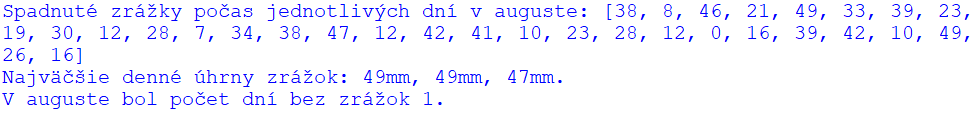 Spadnuté zrážky počas jednotlivých dní v auguste: [38, 8, 46, 21, 49, 33, 39, 23,
19, 30, 12, 28, 7, 34, 38, 47, 12, 42, 41, 10, 23, 28, 12, 0, 16, 39, 42, 10, 49,
26, 16]
Najväčšie denné úhrny zrážok: 49mm, 49mm, 47mm.
V auguste bol počet dní bez zrážok 1.